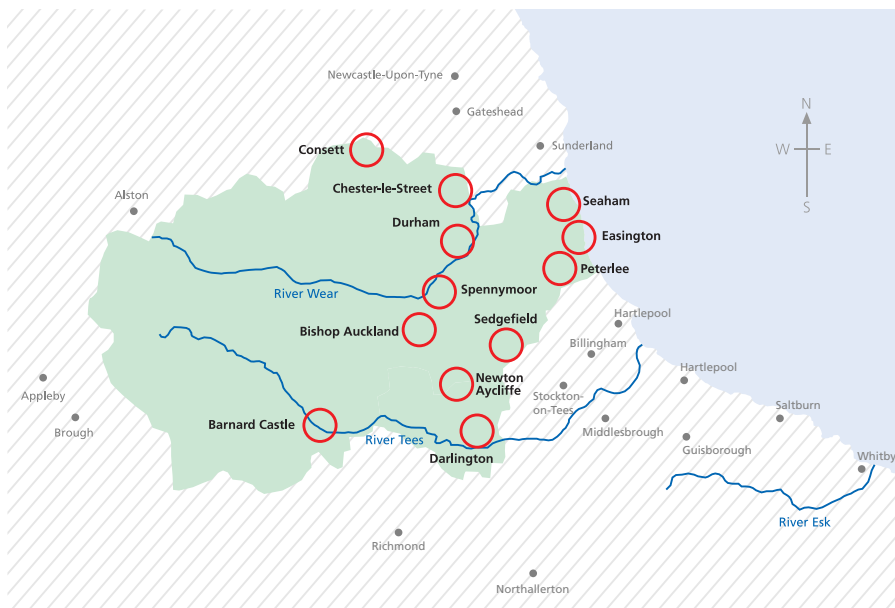 Newcastle-Upon-Tyne
Gateshead
N
W
E
S
Sunderland
Consett
Chester-le-Street
Alston
Seaham
Durham
Easington
Peterlee
River Wear
Spennymoor
Sedgefield
Hartlepool
Bishop Auckland
Billingham
Hartlepool
Newton
Aycliffe
Stockton-
on-Tees
Appleby
Saltburn
Brough
Barnard Castle
River Tees
Middlesbrough
Guisborough
Darlington
Whitby
River Esk
Richmond
Northallerton